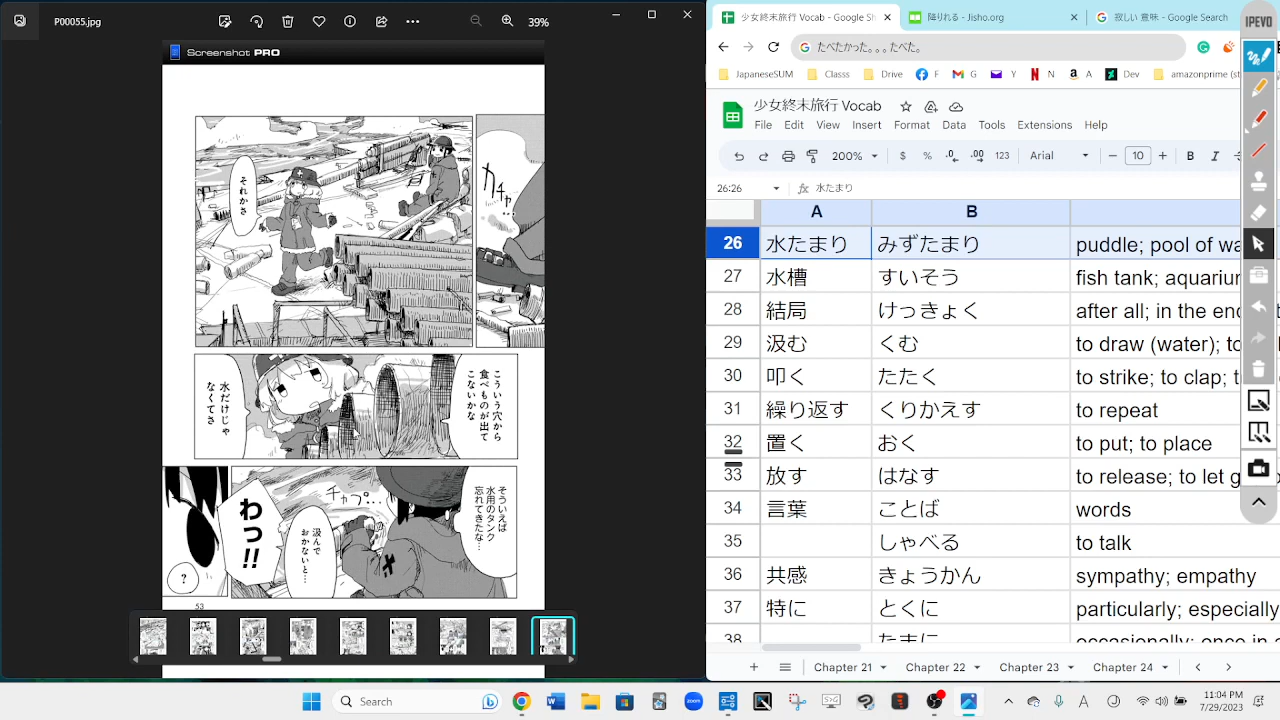 P00055.jpg
39%
Screenshot PRO
それかさ
カチャ…
こういう穴から
食べものが出て
こないかな
水だけじゃ
なくてさ
そういえば
水用のタンク
忘れてきたな…
チャプ…
汲んで
おかないと…
わっ!!
?
53
少女終末旅行 Vocab - Google Sh
降れる - Jisho.org
たべたかった。。たべた。
JapaneseSUM
Classs
Drive
F
G
Y
N
A
Dev
amazonprime (st
少女終末旅行 Vocab
File Edit View Insert Format Data Tools Extensions Help
200% $ % .0 .00 123 Arial 10 B I
26:26 fx 水たまり
A B
26 水たまり みずたまり puddle; pool of wa
27 水槽 すいそう fish tank; aquarium
28 結局 けっきょく after all; in the end
29 汲む くむ to draw (water); to
30 叩く たたく to strike; to clap; t
31 繰り返す くりかえす to repeat
32 置く おく to put; to place
33 放す はなす to release; to let g
34 言葉 ことば words
35 しゃべる to talk
36 共感 きょうかん sympathy; empathy
37 特に とくに particularly; especially
38 たまに occasionally; once in
Chapter 21 Chapter 22 Chapter 23 Chapter 24
IPEVO
Search
zoom
A
11:04 PM